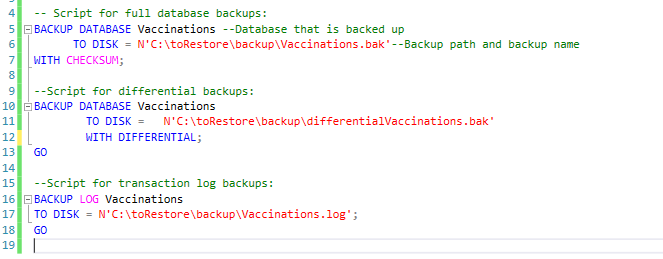 4 -- Script for full database backups:
5 BACKUP DATABASE Vaccinations --Database that is backed up
6 TO DISK = N'C:\toRestore\backup\Vaccinations.bak'--Backup path and backup name
7 WITH CHECKSUM;
8
9 --Script for differential backups:
10 BACKUP DATABASE Vaccinations
11 TO DISK =   N'C:\toRestore\backup\differentialVaccinations.bak'
12 WITH DIFFERENTIAL;
13 GO
14
15 --Script for transaction log backups:
16 BACKUP LOG Vaccinations
17 TO DISK = N'C:\toRestore\backup\Vaccinations.log';
18 GO
19